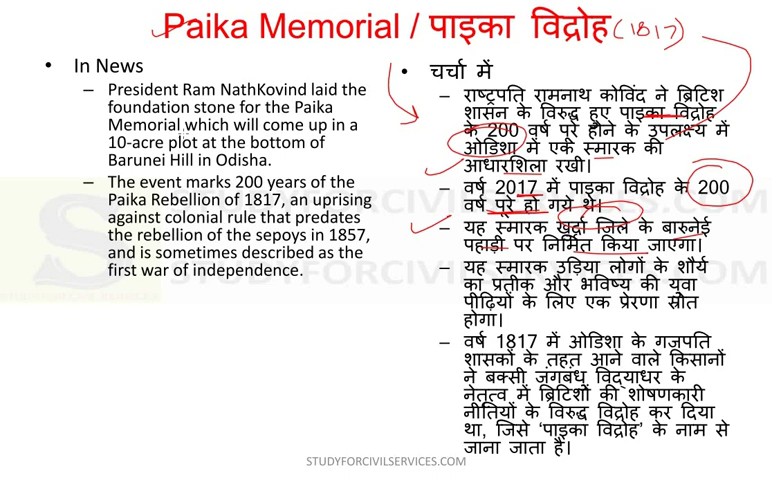 Paika Memorial / पाइका विद्रोह (1817)
• In News
– President Ram NathKovind laid the
foundation stone for the Paika
Memorial which will come up in a
10-acre plot at the bottom of
Barunei Hill in Odisha.
– The event marks 200 years of the
Paika Rebellion of 1817, an uprising
against colonial rule that predates
the rebellion of the sepoys in 1857,
and is sometimes described as the
first war of independence.
• चर्चा में
– राष्ट्रपति रामनाथ कोविंद ने ब्रिटिश
शासन के विरुद्ध हुए पाइका विद्रोह
के 200 वर्ष पूरे होने के उपलक्ष्य में
ओडिशा में एक स्मारक की
आधारशिला रखी।
– वर्ष 2017 में पाइका विद्रोह के 200
वर्ष पूरे हो गये थे।
– यह स्मारक खुर्दा जिले के बारुनेई
पहाड़ी पर निर्मित किया जाएगा।
– यह स्मारक उड़िया लोगों के शौर्य
का प्रतीक और भविष्य की युवा
पीढ़ियों के लिए एक प्रेरणा स्रोत
होगा।
– वर्ष 1817 में ओडिशा के गजपति
शासकों के तहत आने वाले किसानों
ने बक्सी जगबंधु विद्याधर के
नेतृत्व में ब्रिटिशों की शोषणकारी
नीतियों के विरुद्ध विद्रोह कर दिया
था, जिसे 'पाइका विद्रोह' के नाम से
जाना जाता है।
STUDYFORCIVILSERVICES.COM